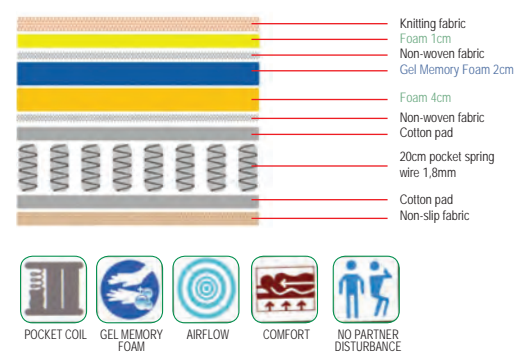 Knitting fabric
Foam 1cm
Non-woven fabric
Gel Memory Foam 2cm
Foam 4cm
Non-woven fabric
Cotton pad
20cm pocket spring
wire 1,8mm
Cotton pad
Non-slip fabric
POCKET COIL
GEL MEMORY
FOAM
AIRFLOW
COMFORT
NO PARTNER
DISTURBANCE